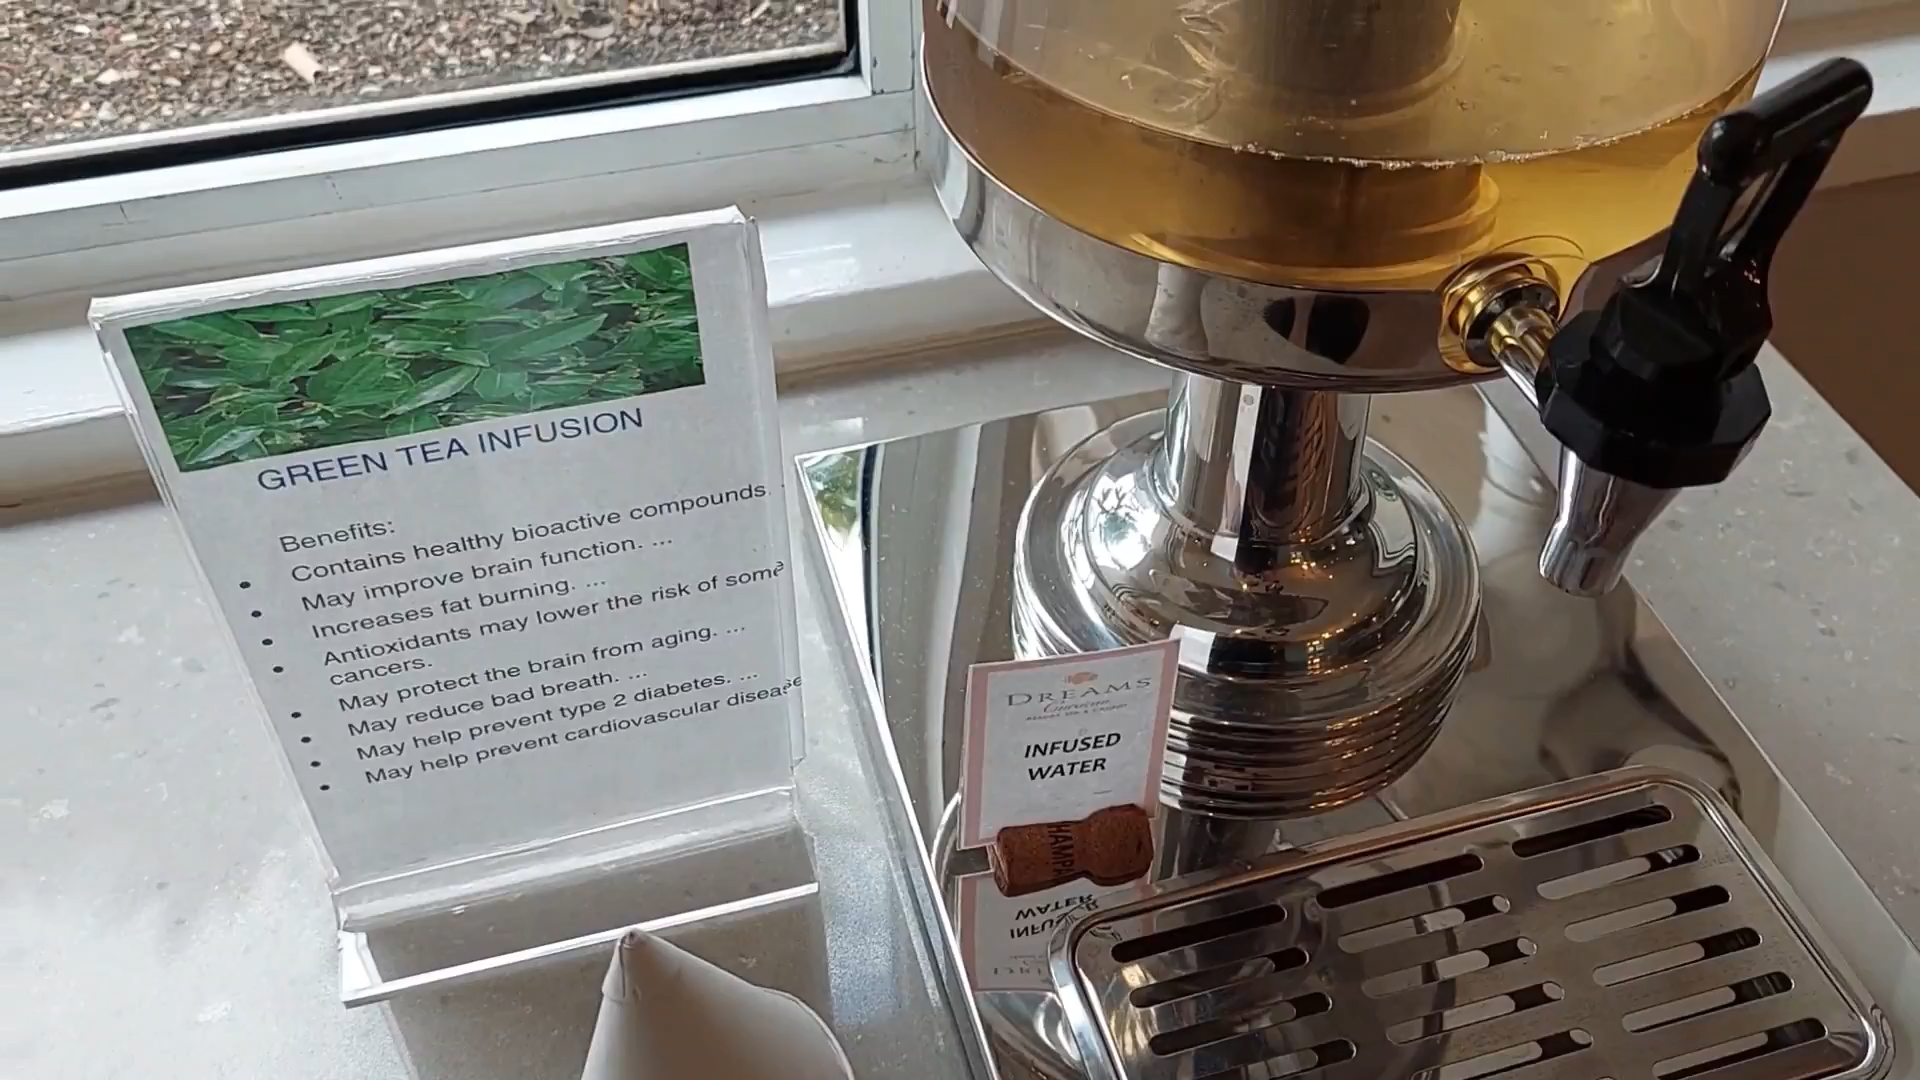 GREEN TEA INFUSION
Benefits:
• Contains healthy bioactive compounds.
• May improve brain function. ...
• Increases fat burning. ...
• Antioxidants may lower the risk of some
cancers.
• May protect the brain from aging. ...
• May reduce bad breath. ...
• May help prevent type 2 diabetes. ...
• May help prevent cardiovascular disease
DREAMS
Curaçao
INFUSED
WATER
HAMPA